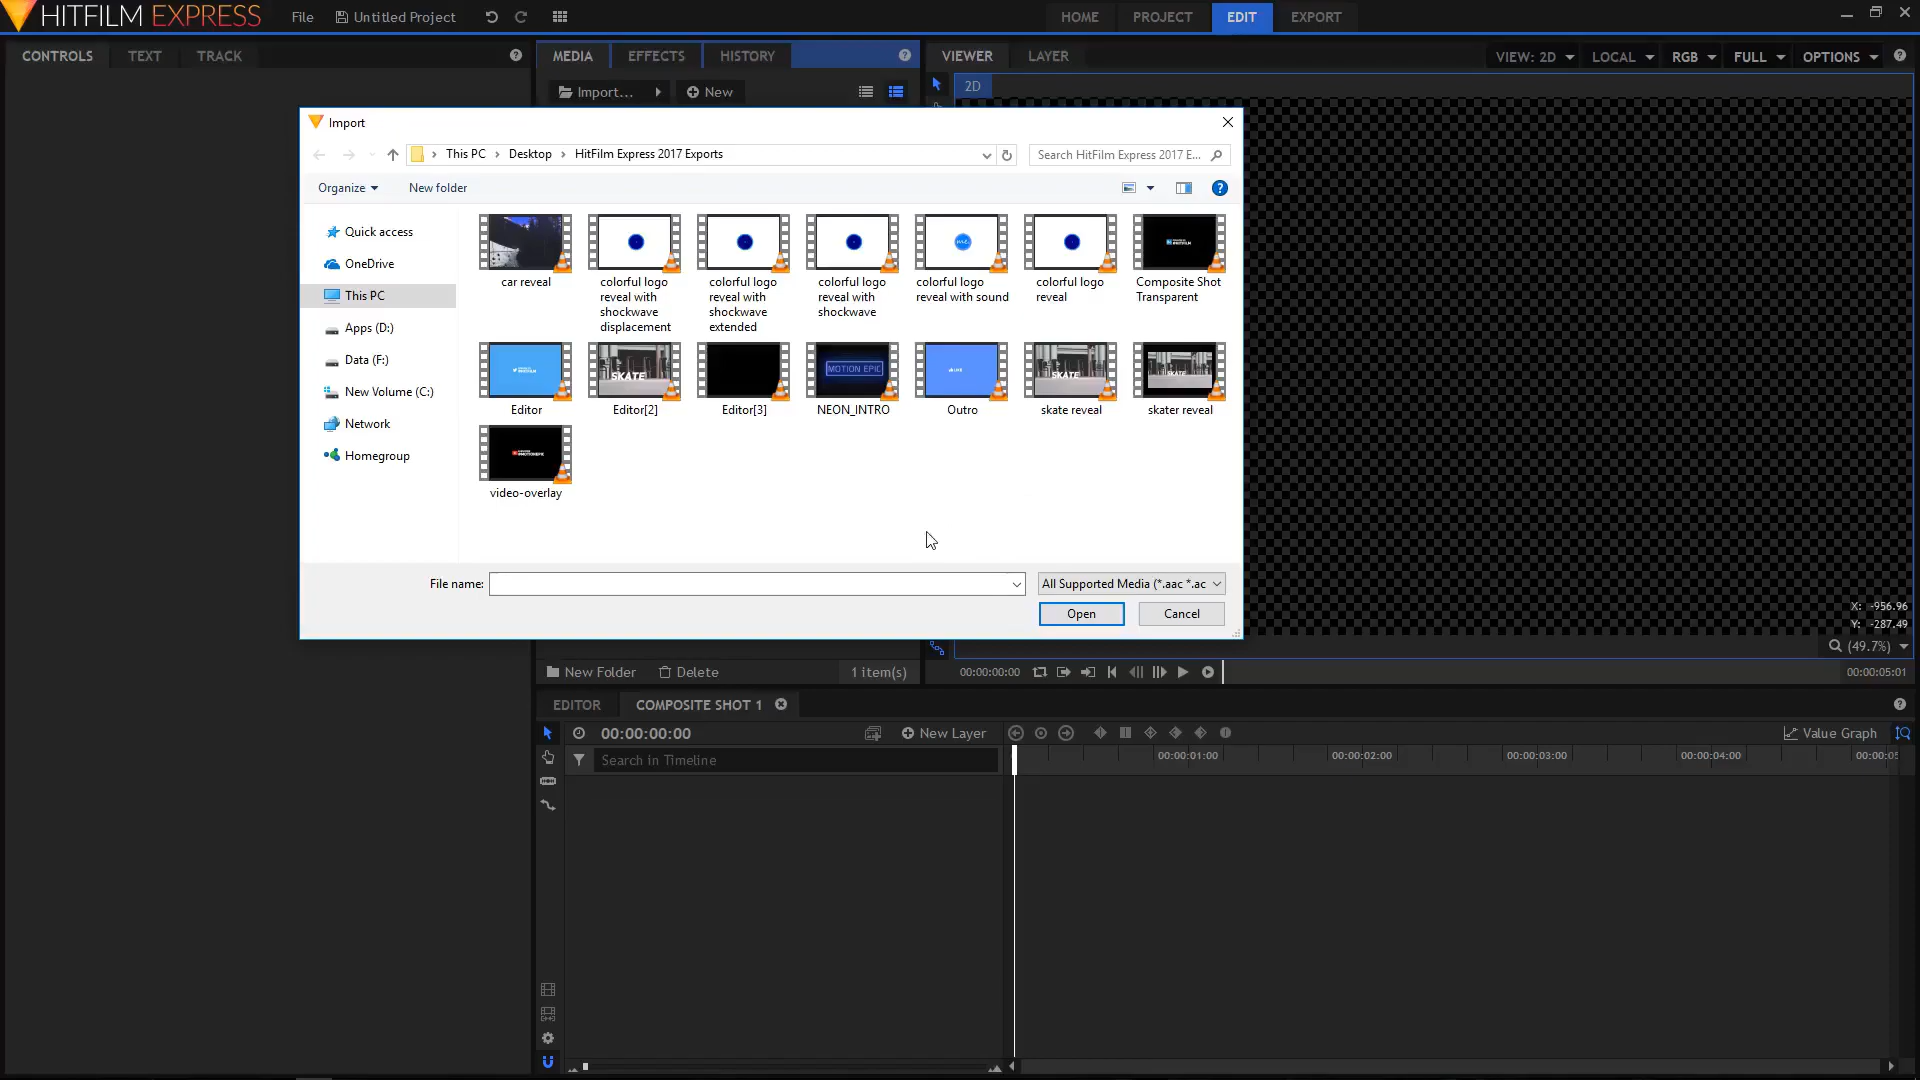 HITFILM EXPRESS File Untitled Project HOME PROJECT EDIT EXPORT
CONTROLS TEXT TRACK MEDIA EFFECTS HISTORY VIEWER LAYER VIEW: 2D LOCAL RGB FULL OPTIONS
Import... New 2D
Import
This PC Desktop HitFilm Express 2017 Exports Search HitFilm Express 2017 E...
Organize New folder
Quick access
OneDrive
This PC
Apps (D:)
Data (F:)
New Volume (C:)
Network
Homegroup
car reveal
colorful logo
reveal with
shockwave
displacement
colorful logo
reveal with
shockwave
extended
colorful logo
reveal with
shockwave
colorful logo
reveal with sound
colorful logo
reveal
Composite Shot
Transparent
SKATE
MOTION EPIC
SKATE
Editor Editor[2] Editor[3] NEON_INTRO Outro skate reveal skater reveal
video-overlay
File name: All Supported Media (*.aac *.ac
Open Cancel
X: -956.96
Y: -287.49
(49.7%)
New Folder Delete 1 item(s) 00:00:00:00 00:00:05:01
EDITOR COMPOSITE SHOT 1
00:00:00:00 New Layer Value Graph
Search in Timeline 00:00:01:00 00:00:02:00 00:00:03:00 00:00:04:00 00:00:05